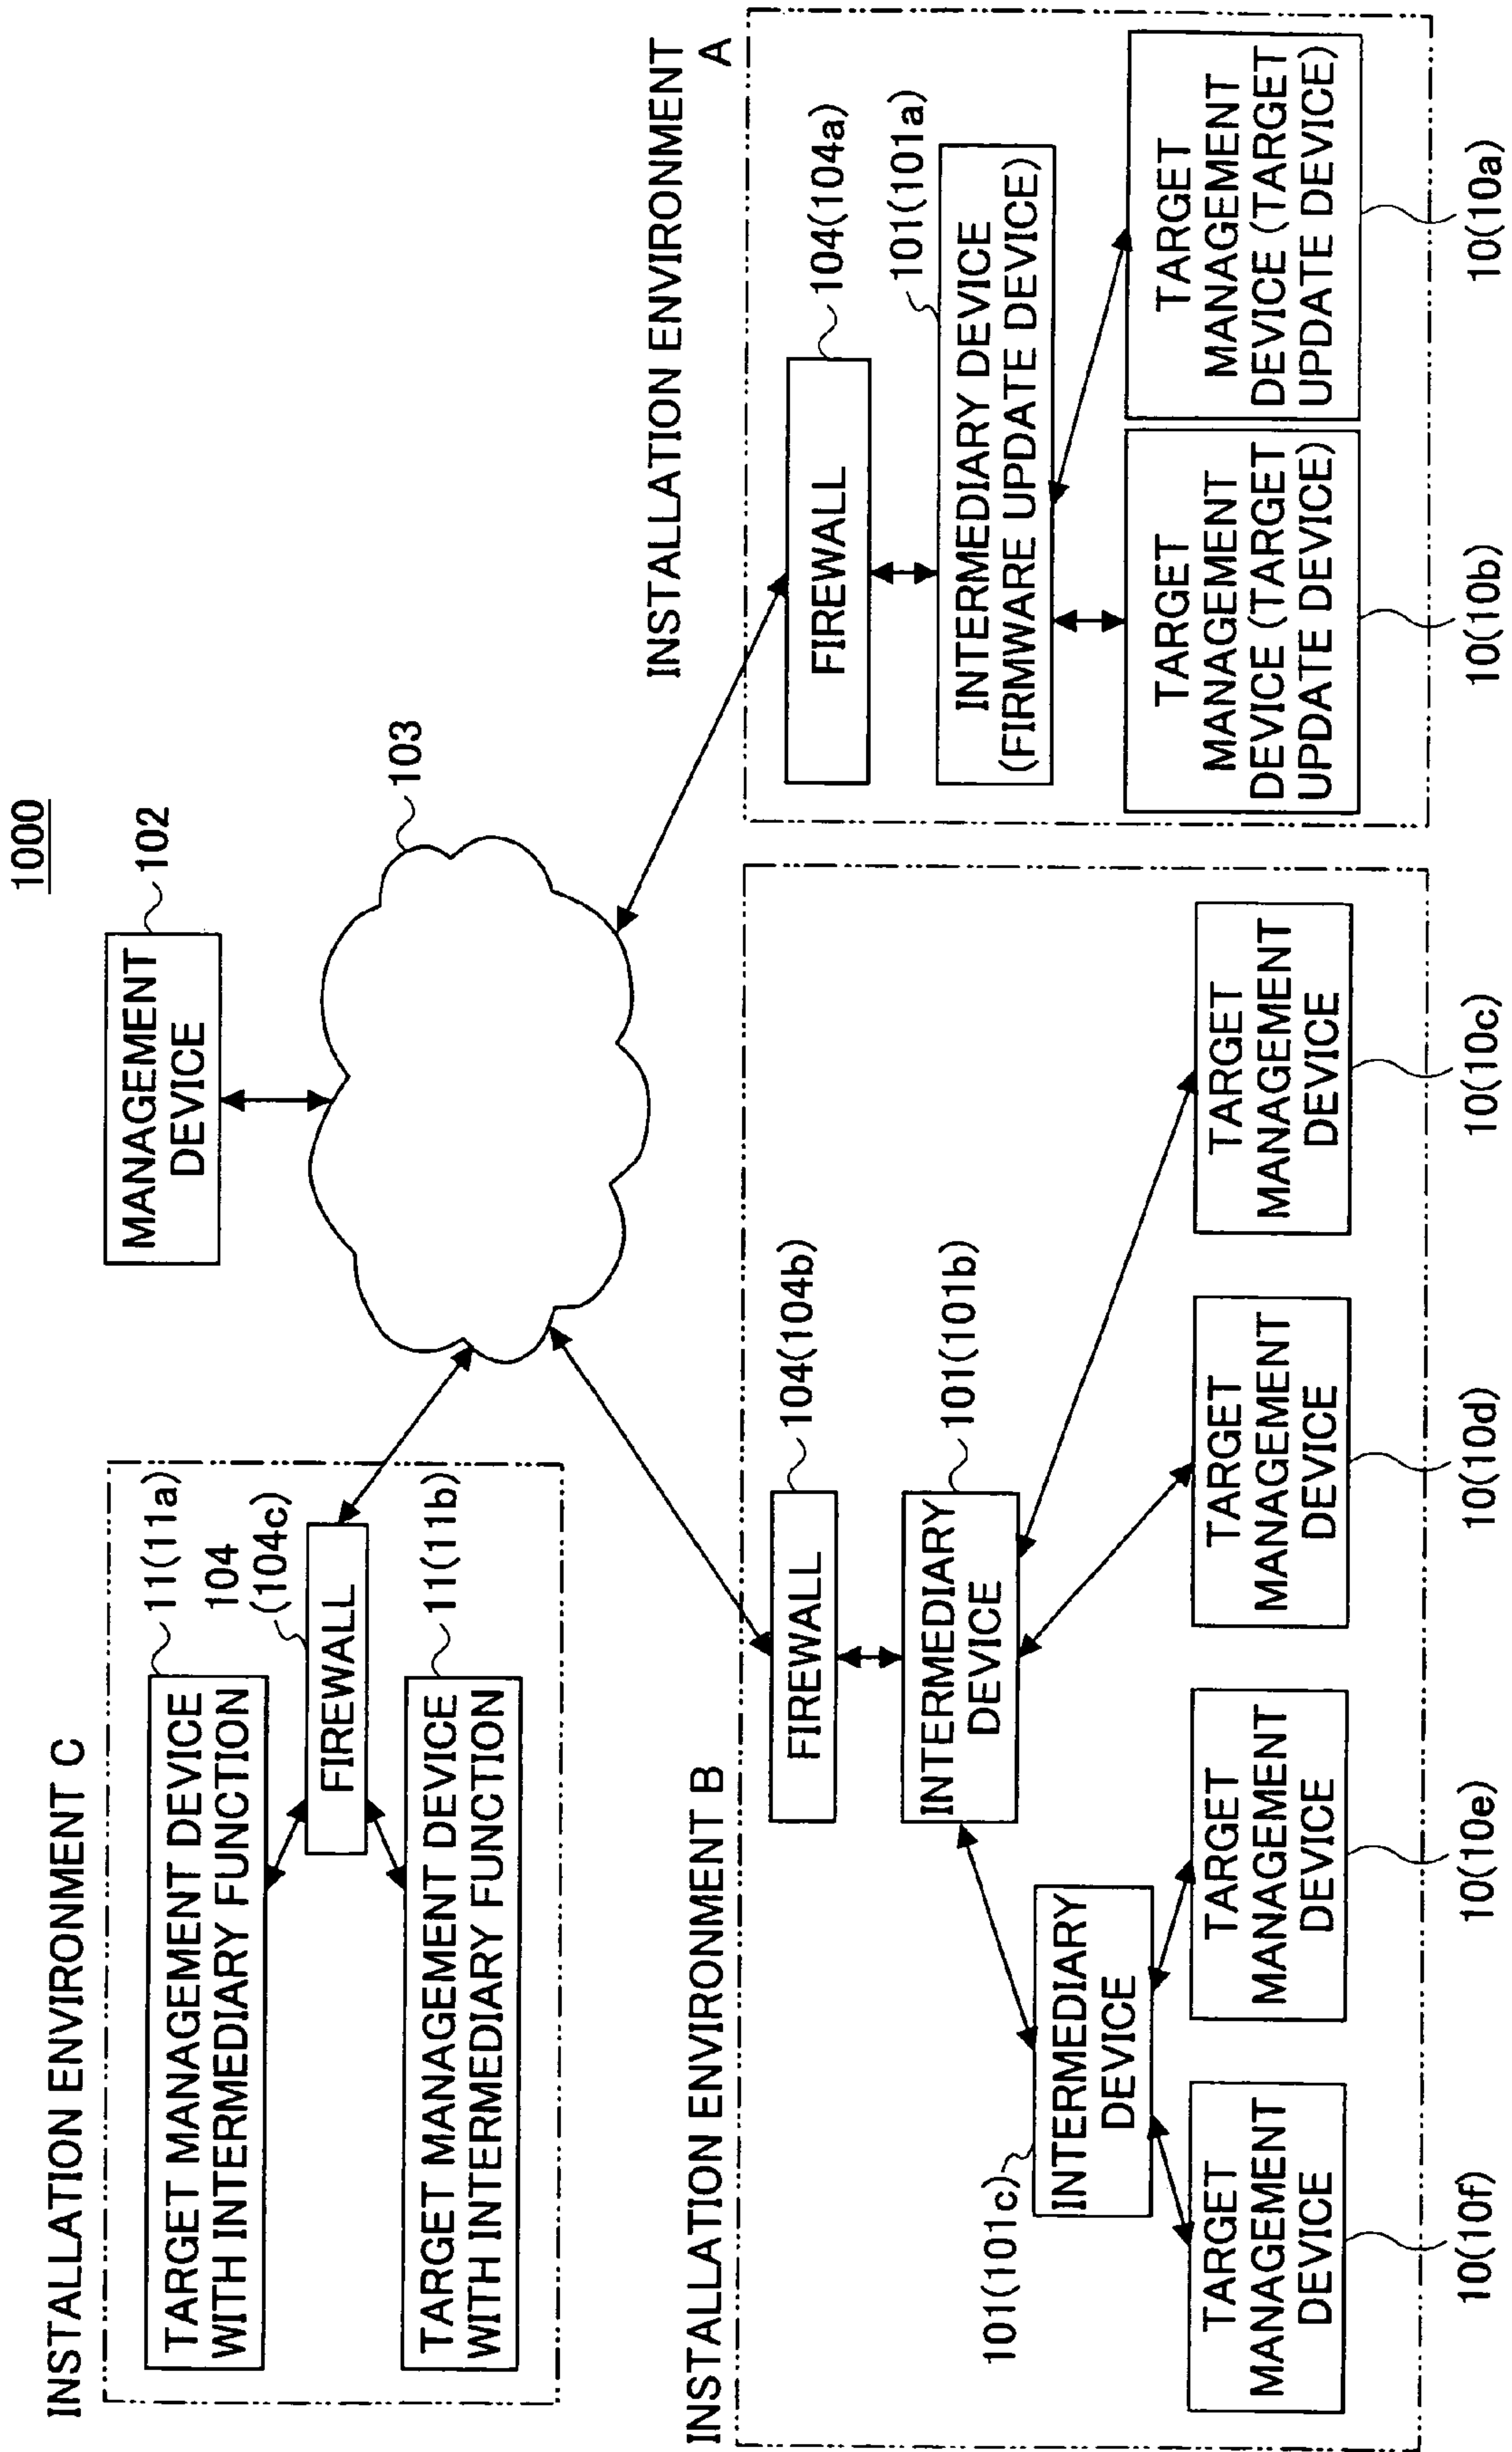 1000
MANAGEMENT
DEVICE
102
103
INSTALLATION ENVIRONMENT C
TARGET MANAGEMENT DEVICE
WITH INTERMEDIARY FUNCTION
11(11a)
104
(104c)
FIREWALL
TARGET MANAGEMENT DEVICE
WITH INTERMEDIARY FUNCTION
11(11b)
INSTALLATION ENVIRONMENT B
FIREWALL
104(104b)
INTERMEDIARY
DEVICE
101(101b)
101(101c)
INTERMEDIARY
DEVICE
TARGET
MANAGEMENT
DEVICE
10(10f)
TARGET
MANAGEMENT
DEVICE
10(10e)
TARGET
MANAGEMENT
DEVICE
10(10d)
TARGET
MANAGEMENT
DEVICE
10(10c)
INSTALLATION ENVIRONMENT
A
FIREWALL
104(104a)
INTERMEDIARY DEVICE
(FIRMWARE UPDATE DEVICE)
101(101a)
TARGET
MANAGEMENT
DEVICE (TARGET
UPDATE DEVICE)
10(10b)
TARGET
MANAGEMENT
DEVICE (TARGET
UPDATE DEVICE)
10(10a)